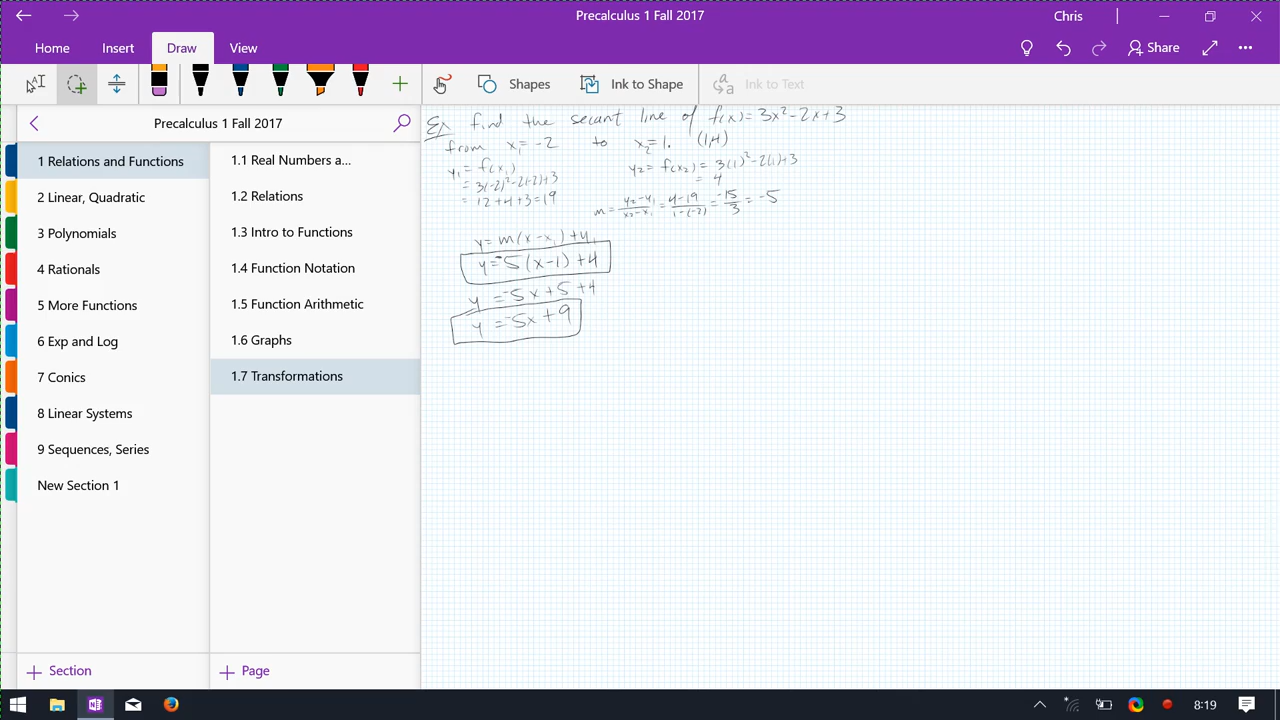 Precalculus 1 Fall 2017
Chris
Home Insert Draw View
Share
Shapes
Ink to Shape
Ink to Text
Precalculus 1 Fall 2017
1 Relations and Functions
2 Linear, Quadratic
3 Polynomials
4 Rationals
5 More Functions
6 Exp and Log
7 Conics
8 Linear Systems
9 Sequences, Series
New Section 1
1.1 Real Numbers a...
1.2 Relations
1.3 Intro to Functions
1.4 Function Notation
1.5 Function Arithmetic
1.6 Graphs
1.7 Transformations
Ex find the secant line of f(x) = 3x² - 2x + 3
from x₁ = -2 to x₂ = 1. (1,4)
y₁ = f(x₁)
= 3(-2)² - 2(-2) + 3
= 12 + 4 + 3 = 19
y₂ = f(x₂) = 3(1)² - 2(1) + 3
= 4
m = y₂-y₁/x₂-x₁ = 4-19/1-(-2) = -15/3 = -5
y = m(x - x₁) + y₁
y = -5(x-1) + 4
y = -5x + 5 + 4
y = -5x + 9
Section
Page
8:19